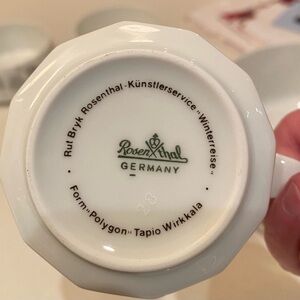 Rut Bryk Rosenthal-Künstlerservice »Winterreise«
Rosenthal
GERMANY
Form »Polygon« Tapio Wirkkala